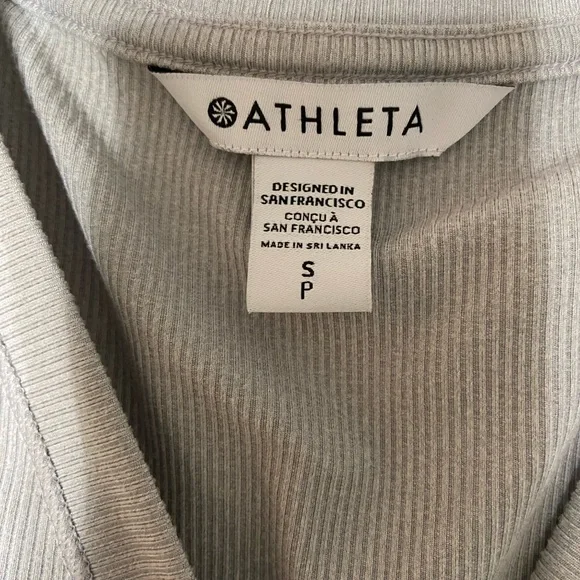 ATHLETA
DESIGNED IN
SAN FRANCISCO
CONÇU À
SAN FRANCISCO
MADE IN SRI LANKA
S
P